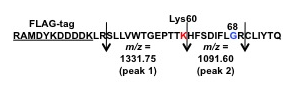 FLAG-tag
Lys60
68
RAMDYKDDDDKLRSLLVWTGEPTTKHFSDIFLGRCLIYTQ
m/z = m/z =
1331.75 1091.60
(peak 1) (peak 2)